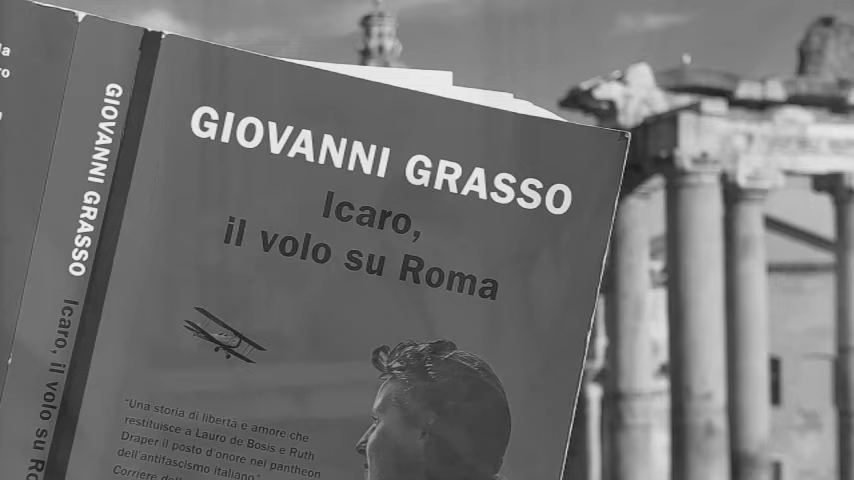 GIOVANNI GRASSO
Icaro,
il volo su Roma
"Una storia di libertà e amore che
restituisce a Lauro de Bosis e Ruth
Draper il posto d'onore nel pantheon
dell'antifascismo italiano"
Corriere
GIOVANNI GRASSO
Icaro, il volo su